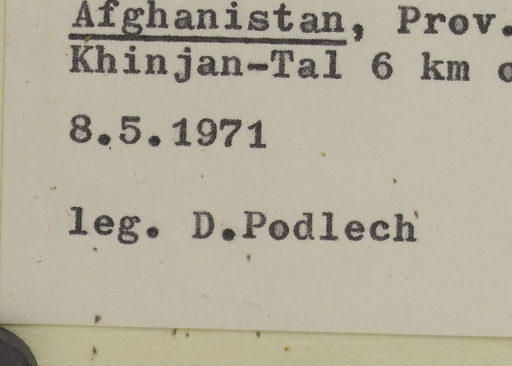 Afghanistan, Prov.
Khinjan-Tal 6 km
8.5.1971
leg. D.Podlech